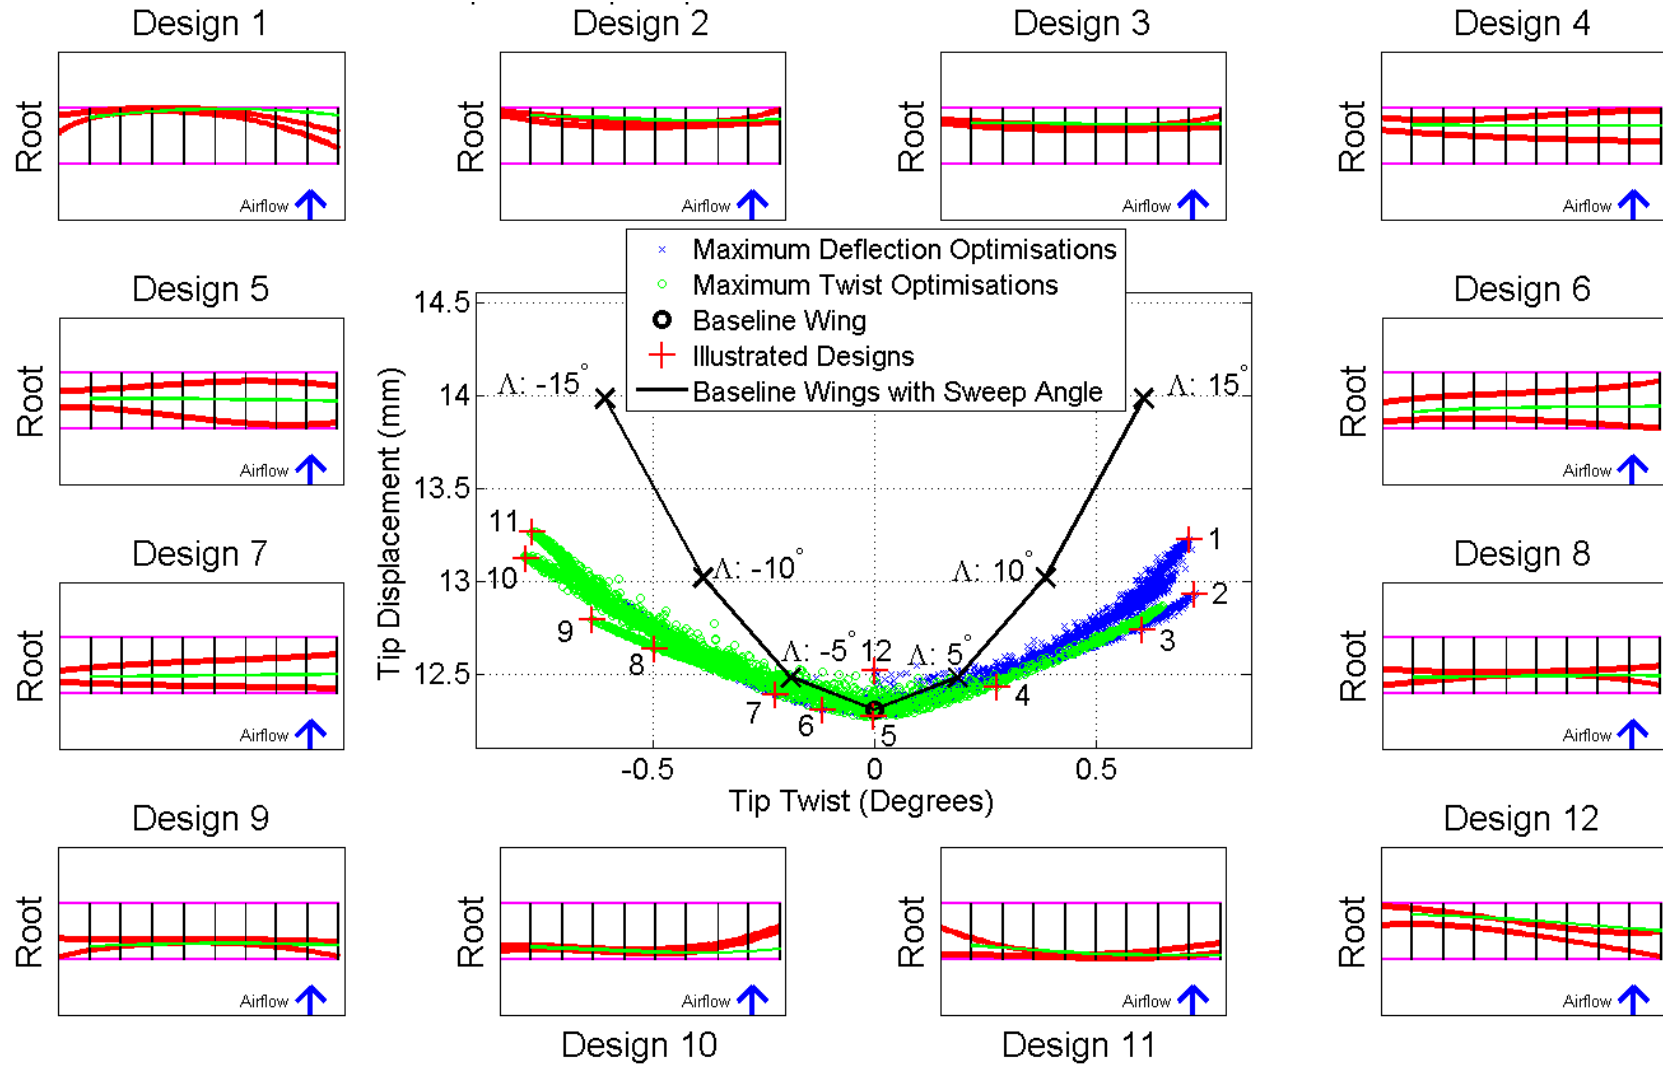 Design 1
Design 2
Design 3
Design 4
Root
Airflow
Root
Airflow
Root
Airflow
Root
Airflow
Maximum Deflection Optimisations
Maximum Twist Optimisations
Baseline Wing
Illustrated Designs
Baseline Wings with Sweep Angle
Design 5
Root
Airflow
Design 6
Root
Airflow
Design 7
Root
Airflow
Design 8
Root
Airflow
Tip Displacement (mm)
14.5
14
13.5
13
12.5
Λ: -15°
Λ: 15°
Λ: -10°
Λ: 10°
Λ: -5°
12
Λ: 5°
11
10
9
8
7
6
5
4
3
2
1
-0.5
0
0.5
Tip Twist (Degrees)
Design 9
Root
Airflow
Root
Airflow
Design 10
Root
Airflow
Design 11
Design 12
Root
Airflow